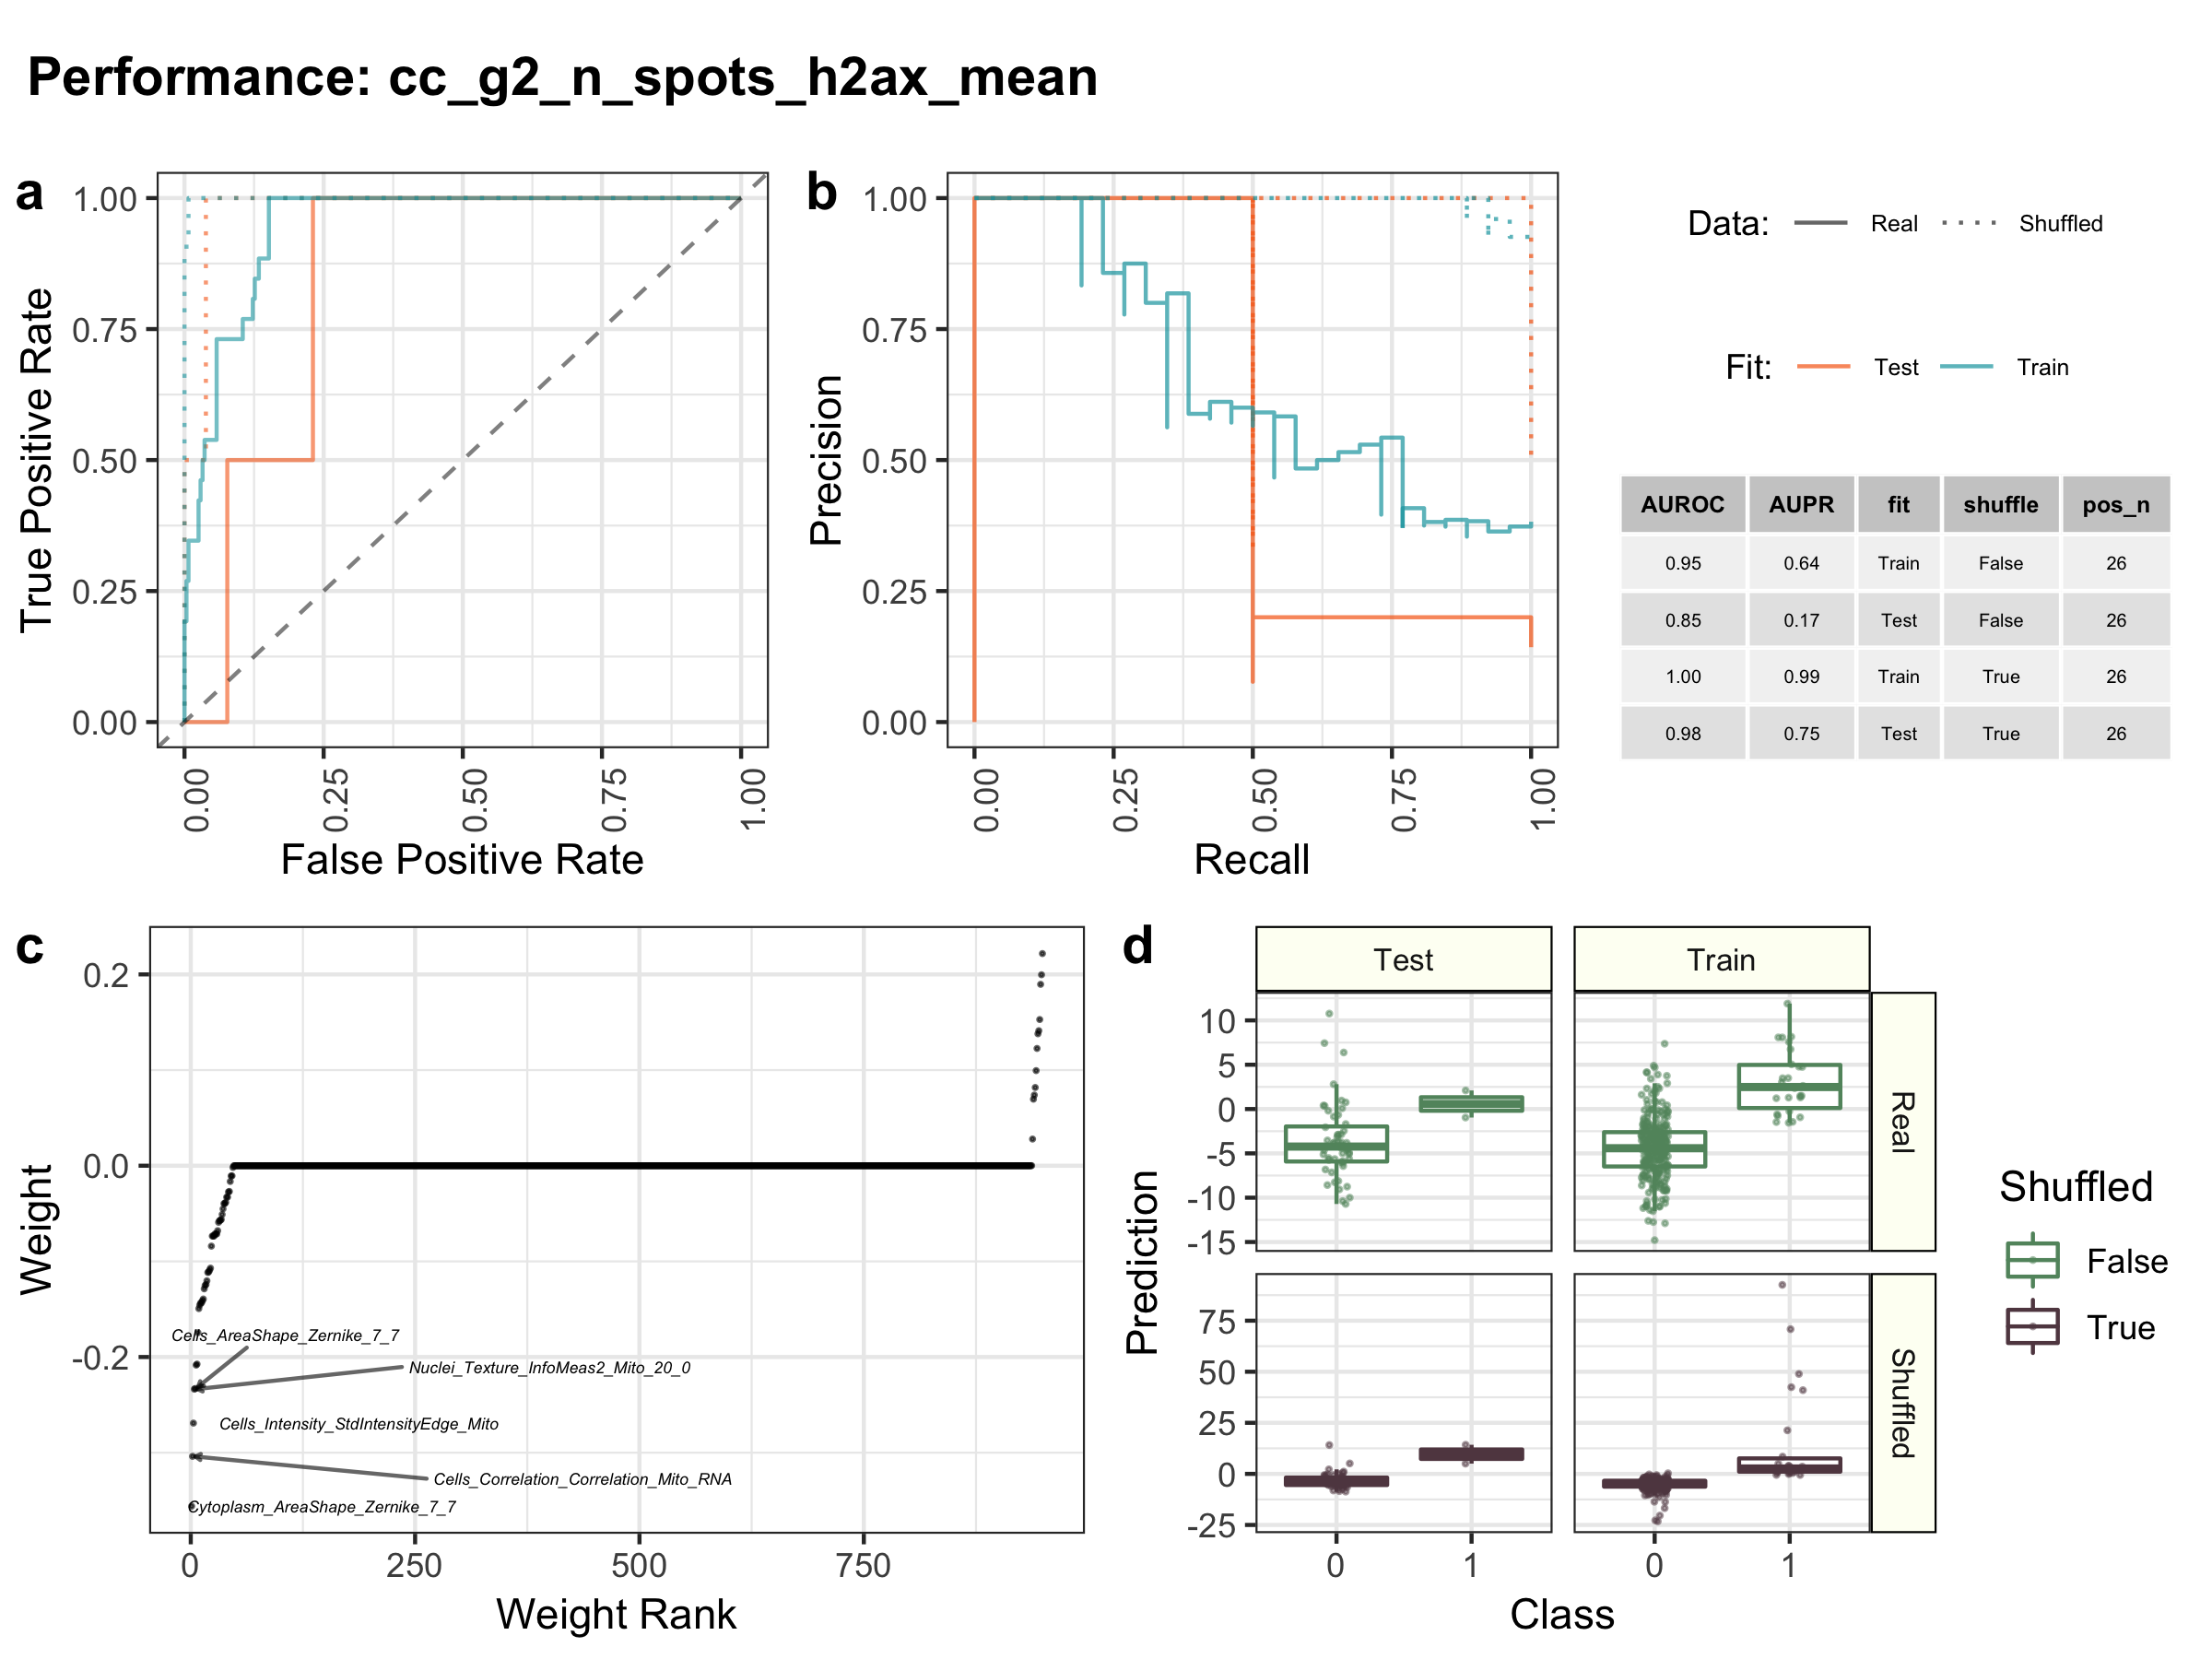 Performance: cc_g2_n_spots_h2ax_mean
a
1.00
0.75
0.50
0.25
0.00
True Positive Rate
0.00
0.25
0.50
0.75
1.00
False Positive Rate
b
1.00
0.75
0.50
0.25
0.00
Precision
0.00
0.25
0.50
0.75
1.00
Recall
Data: Real Shuffled
Fit: Test Train
AUROC AUPR fit shuffle pos_n
0.95 0.64 Train False 26
0.85 0.17 Test False 26
1.00 0.99 Train True 26
0.98 0.75 Test True 26
c
0.2
0.0
-0.2
Weight
Cells_AreaShape_Zernike_7_7
Nuclei_Texture_InfoMeas2_Mito_20_0
Cells_Intensity_StdIntensityEdge_Mito
Cells_Correlation_Correlation_Mito_RNA
Cytoplasm_AreaShape_Zernike_7_7
0
250
500
750
Weight Rank
d
Test
Train
10
5
0
-5
-10
-15
Real
75
50
25
0
-25
Shuffled
Prediction
0
1
0
1
Class
Shuffled
False
True